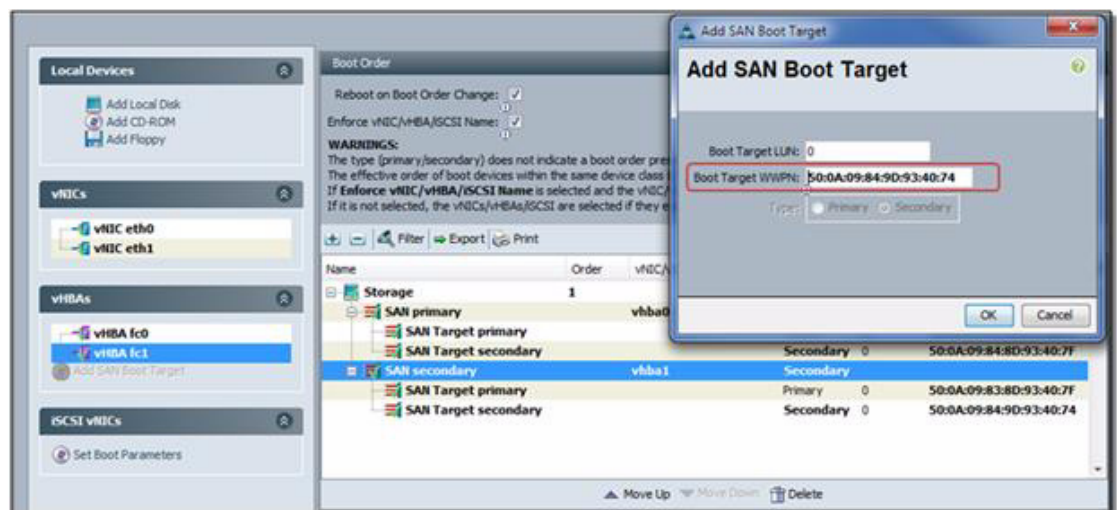 Local Devices
Add Local Disk
Add CD-ROM
Add Floppy
vNICs
vNIC eth0
vNIC eth1
vHBAs
vHBA fc0
vHBA fc1
Add SAN Boot Target
iSCSI vNICs
Set Boot Parameters
Boot Order
Reboot on Boot Order Change:
Enforce vNIC/vHBA/iSCSI Name:
WARNINGS:
The type (primary/secondary) does not indicate a boot order
The effective order of boot devices within the same device class
If Enforce vNIC/vHBA/iSCSI Name is selected and the
If it is not selected, the vNICs/vHBAs/iSCSI are selected if they
Filter Export Print
Name Order
Storage 1
SAN primary
SAN Target primary
SAN Target secondary Secondary 0 50:0A:09:84:8D:93:40:7F
SAN secondary vhba1 Secondary
SAN Target primary Primary 0 50:0A:09:83:8D:93:40:7F
SAN Target secondary Secondary 0 50:0A:09:84:9D:93:40:74
Move Up Move Down Delete
Add SAN Boot Target
Add SAN Boot Target
Boot Target LUN: 0
Boot Target WWPN: 50:0A:09:84:9D:93:40:74
Type: Primary Secondary
OK Cancel